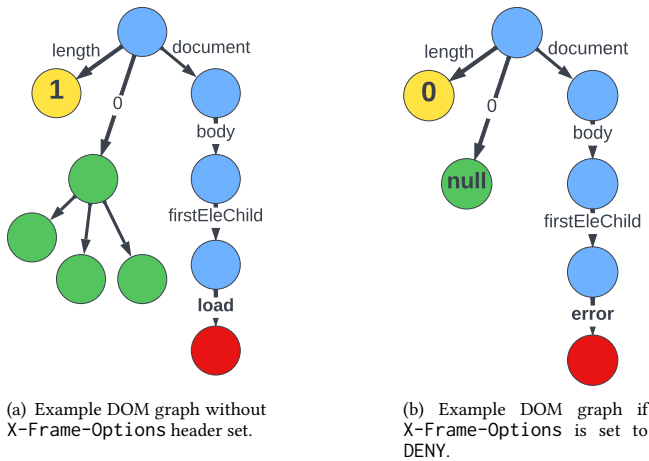 length
document
1
0
body
firstEleChild
load
(a) Example DOM graph without
X-Frame-Options header set.
length
document
0
0
body
null
firstEleChild
error
(b) Example DOM graph if
X-Frame-Options is set to
DENY.